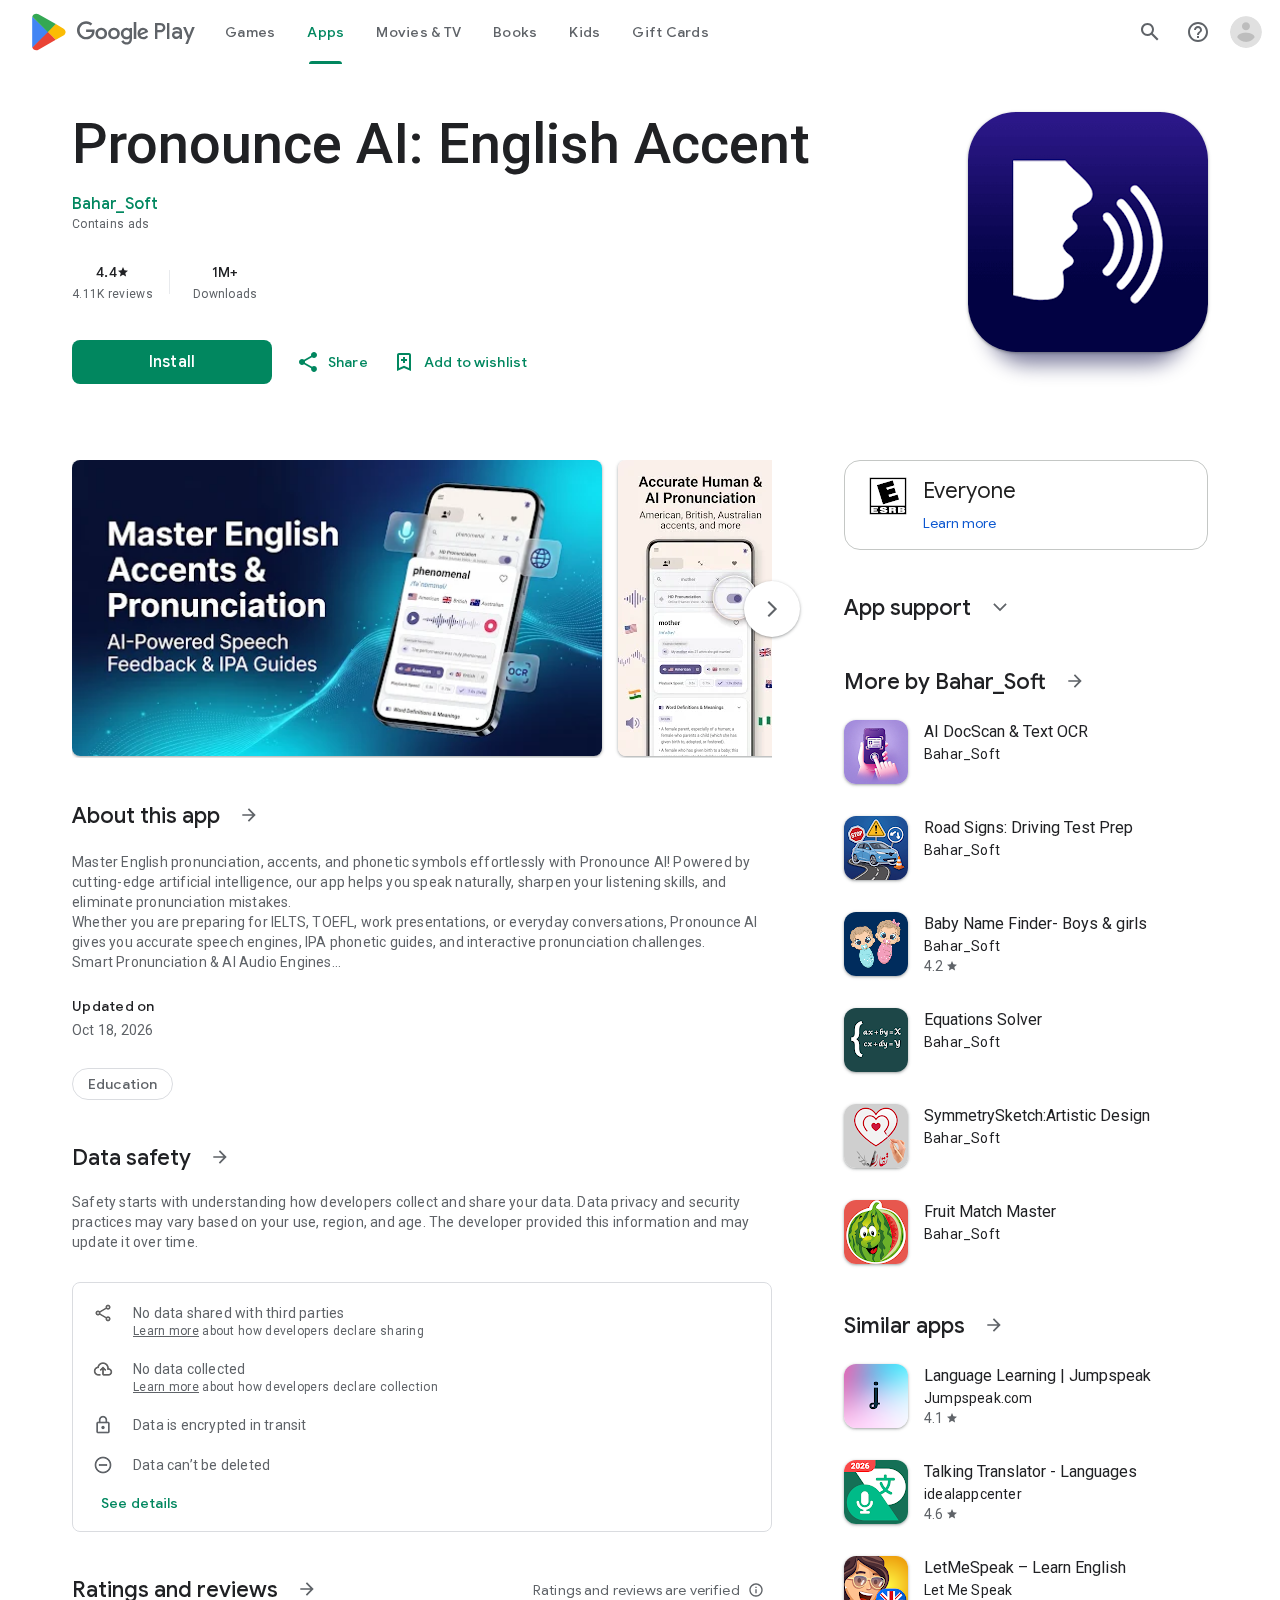 Google Play
Games
Apps
Movies & TV
Books
Kids
Gift Cards
Pronounce AI: English Accent
Bahar_Soft
Contains ads
4.4★
4.11K reviews
1M+
Downloads
Install
Share
Add to wishlist
Master English
Accents &
Pronunciation
AI-Powered Speech
Feedback & IPA Guides
phenomenal
American
British
Australian
OCR
Word Definitions & Meanings
Accurate Human &
AI Pronunciation
American, British, Australian
accents, and more
mother
HD Pronunciation
mother
Word Definitions & Meanings
Everyone
Learn more
App support
More by Bahar_Soft
AI DocScan & Text OCR
Bahar_Soft
Road Signs: Driving Test Prep
Bahar_Soft
Baby Name Finder- Boys & girls
Bahar_Soft
4.2 ★
Equations Solver
Bahar_Soft
SymmetrySketch:Artistic Design
Bahar_Soft
Fruit Match Master
Bahar_Soft
Similar apps
Language Learning | Jumpspeak
Jumpspeak.com
4.1 ★
Talking Translator - Languages
idealappcenter
4.6 ★
LetMeSpeak – Learn English
Let Me Speak
About this app
Master English pronunciation, accents, and phonetic symbols effortlessly with Pronounce AI! Powered by
cutting-edge artificial intelligence, our app helps you speak naturally, sharpen your listening skills, and
eliminate pronunciation mistakes.
Whether you are preparing for IELTS, TOEFL, work presentations, or everyday conversations, Pronounce AI
gives you accurate speech engines, IPA phonetic guides, and interactive pronunciation challenges.
Smart Pronunciation & AI Audio Engines…
Updated on
Oct 18, 2026
Education
Data safety
Safety starts with understanding how developers collect and share your data. Data privacy and security
practices may vary based on your use, region, and age. The developer provided this information and may
update it over time.
No data shared with third parties
Learn more about how developers declare sharing
No data collected
Learn more about how developers declare collection
Data is encrypted in transit
Data can’t be deleted
See details
Ratings and reviews
Ratings and reviews are verified